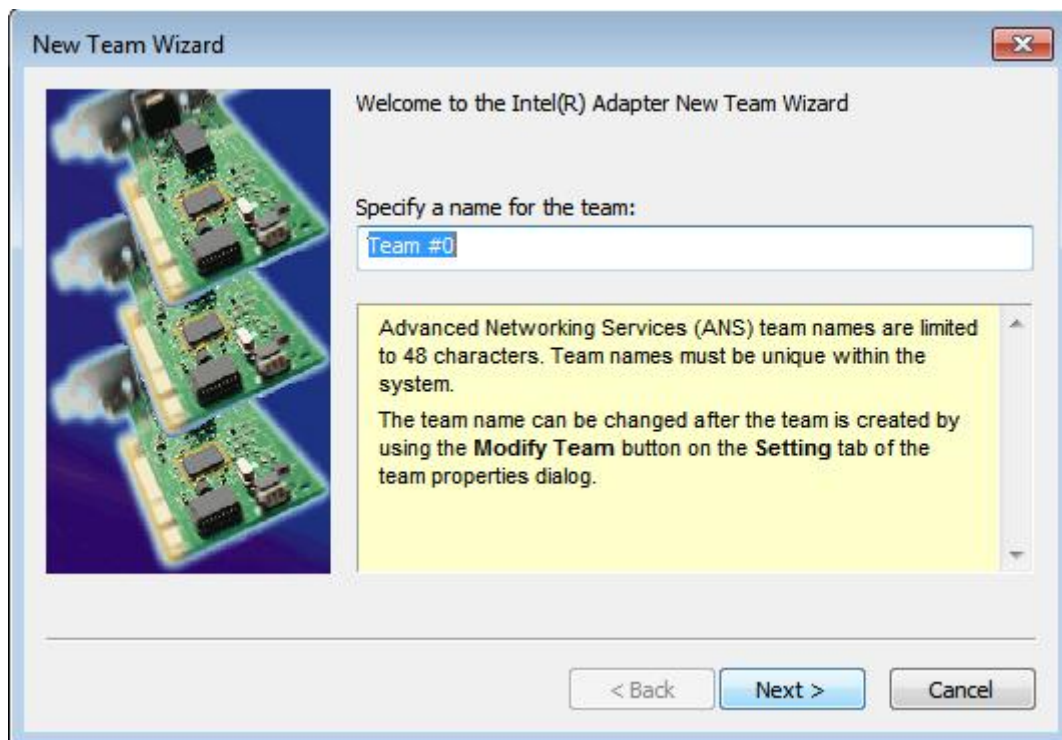 New Team Wizard
Welcome to the Intel(R) Adapter New Team Wizard
Specify a name for the team:
Team #0
Advanced Networking Services (ANS) team names are limited
to 48 characters. Team names must be unique within the
system.
The team name can be changed after the team is created by
using the Modify Team button on the Setting tab of the
team properties dialog.
< Back
Next >
Cancel